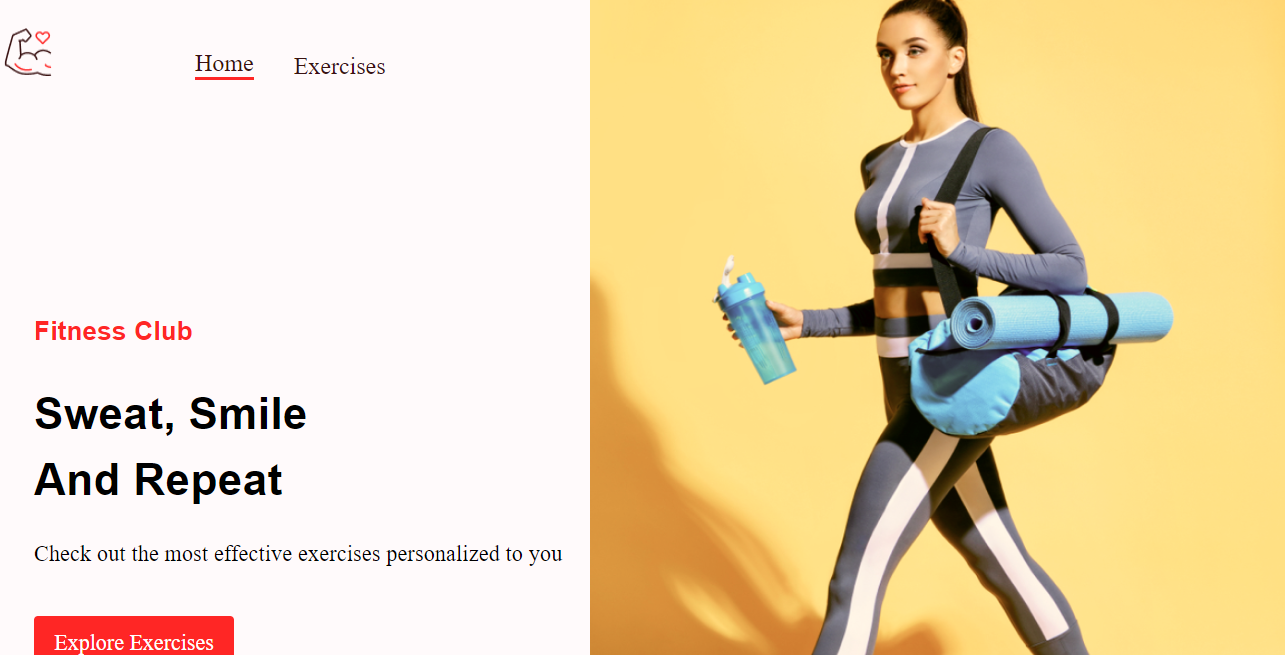 Home Exercises
Fitness Club
Sweat, Smile
And Repeat
Check out the most effective exercises personalized to you
Explore Exercises